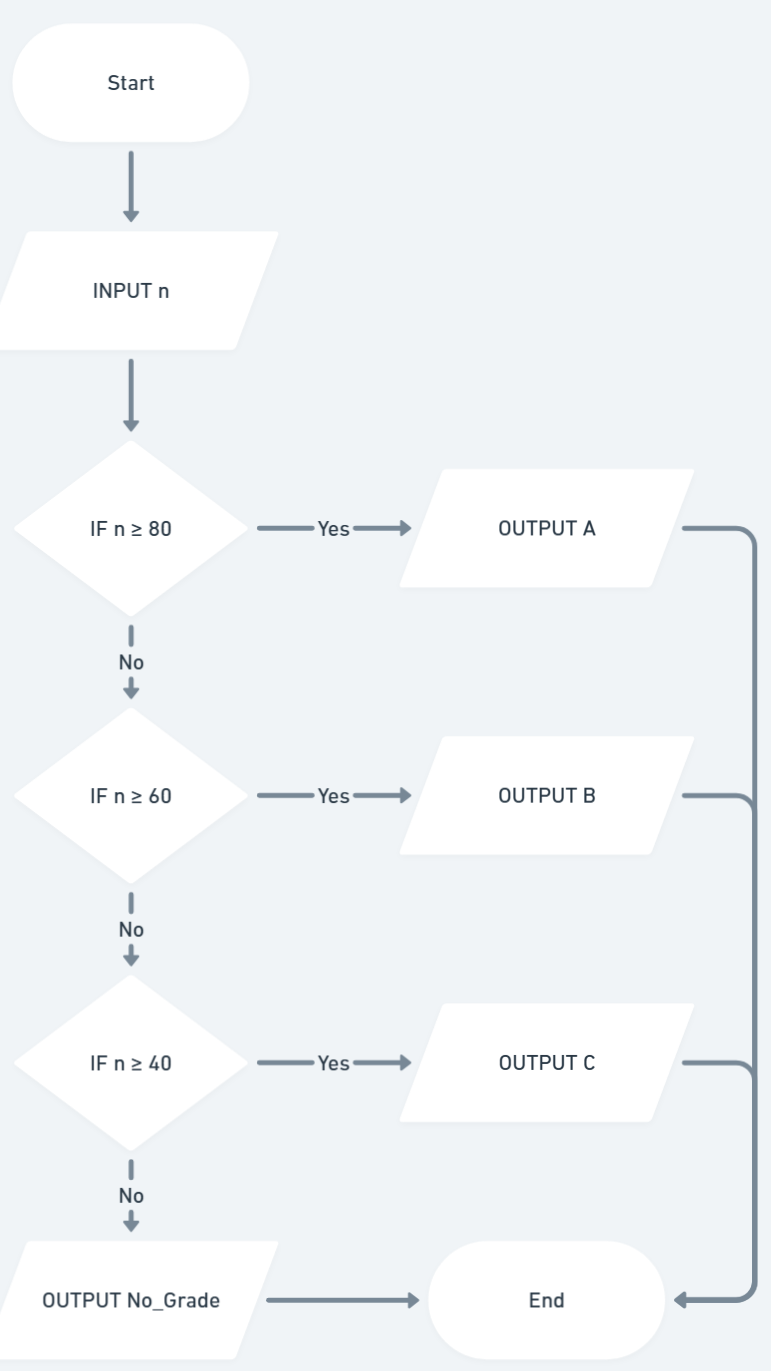 Start
INPUT n
IF n ≥ 80
Yes
OUTPUT A
No
IF n ≥ 60
Yes
OUTPUT B
No
IF n ≥ 40
Yes
OUTPUT C
No
OUTPUT No_Grade
End